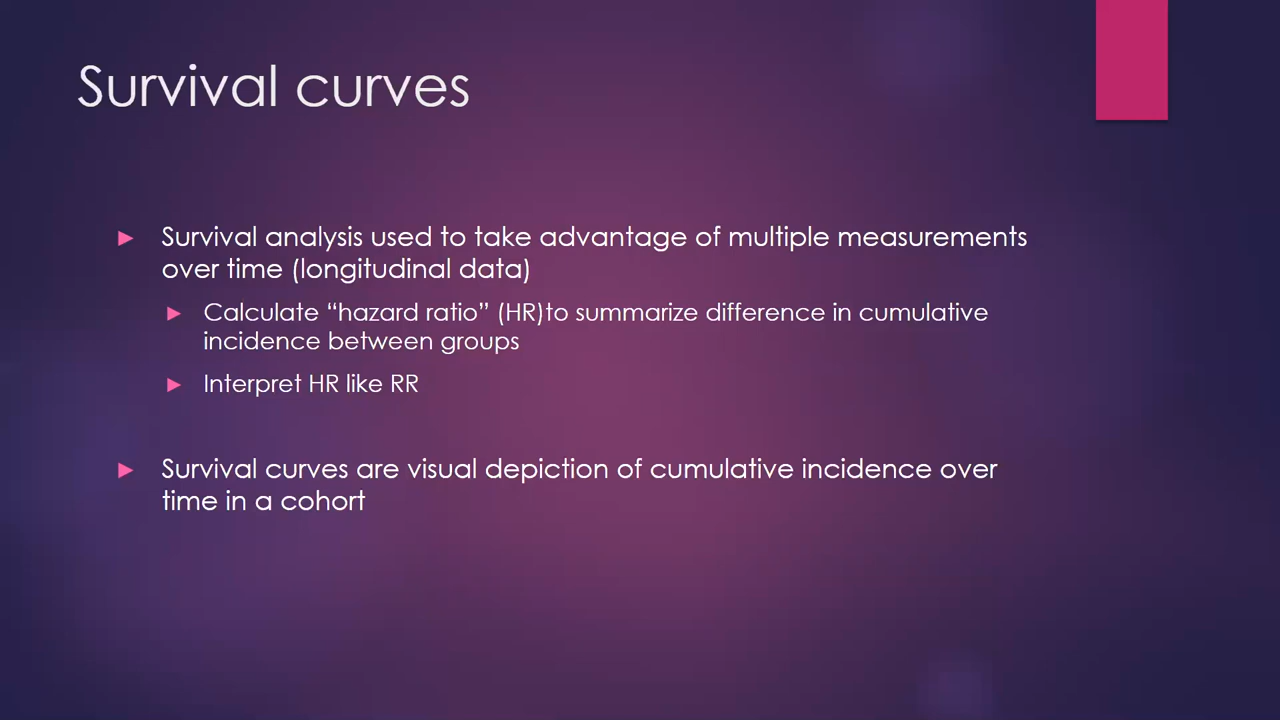 Survival curves
Survival analysis used to take advantage of multiple measurements
over time (longitudinal data)
Calculate “hazard ratio” (HR)to summarize difference in cumulative
incidence between groups
Interpret HR like RR
Survival curves are visual depiction of cumulative incidence over
time in a cohort